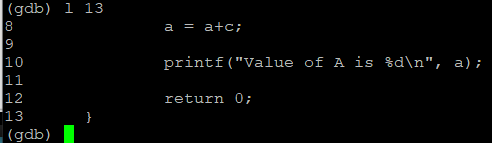 (gdb) l 13
8               a = a+c;
9
10              printf("Value of A is %d\n", a);
11
12              return 0;
13      }
(gdb)